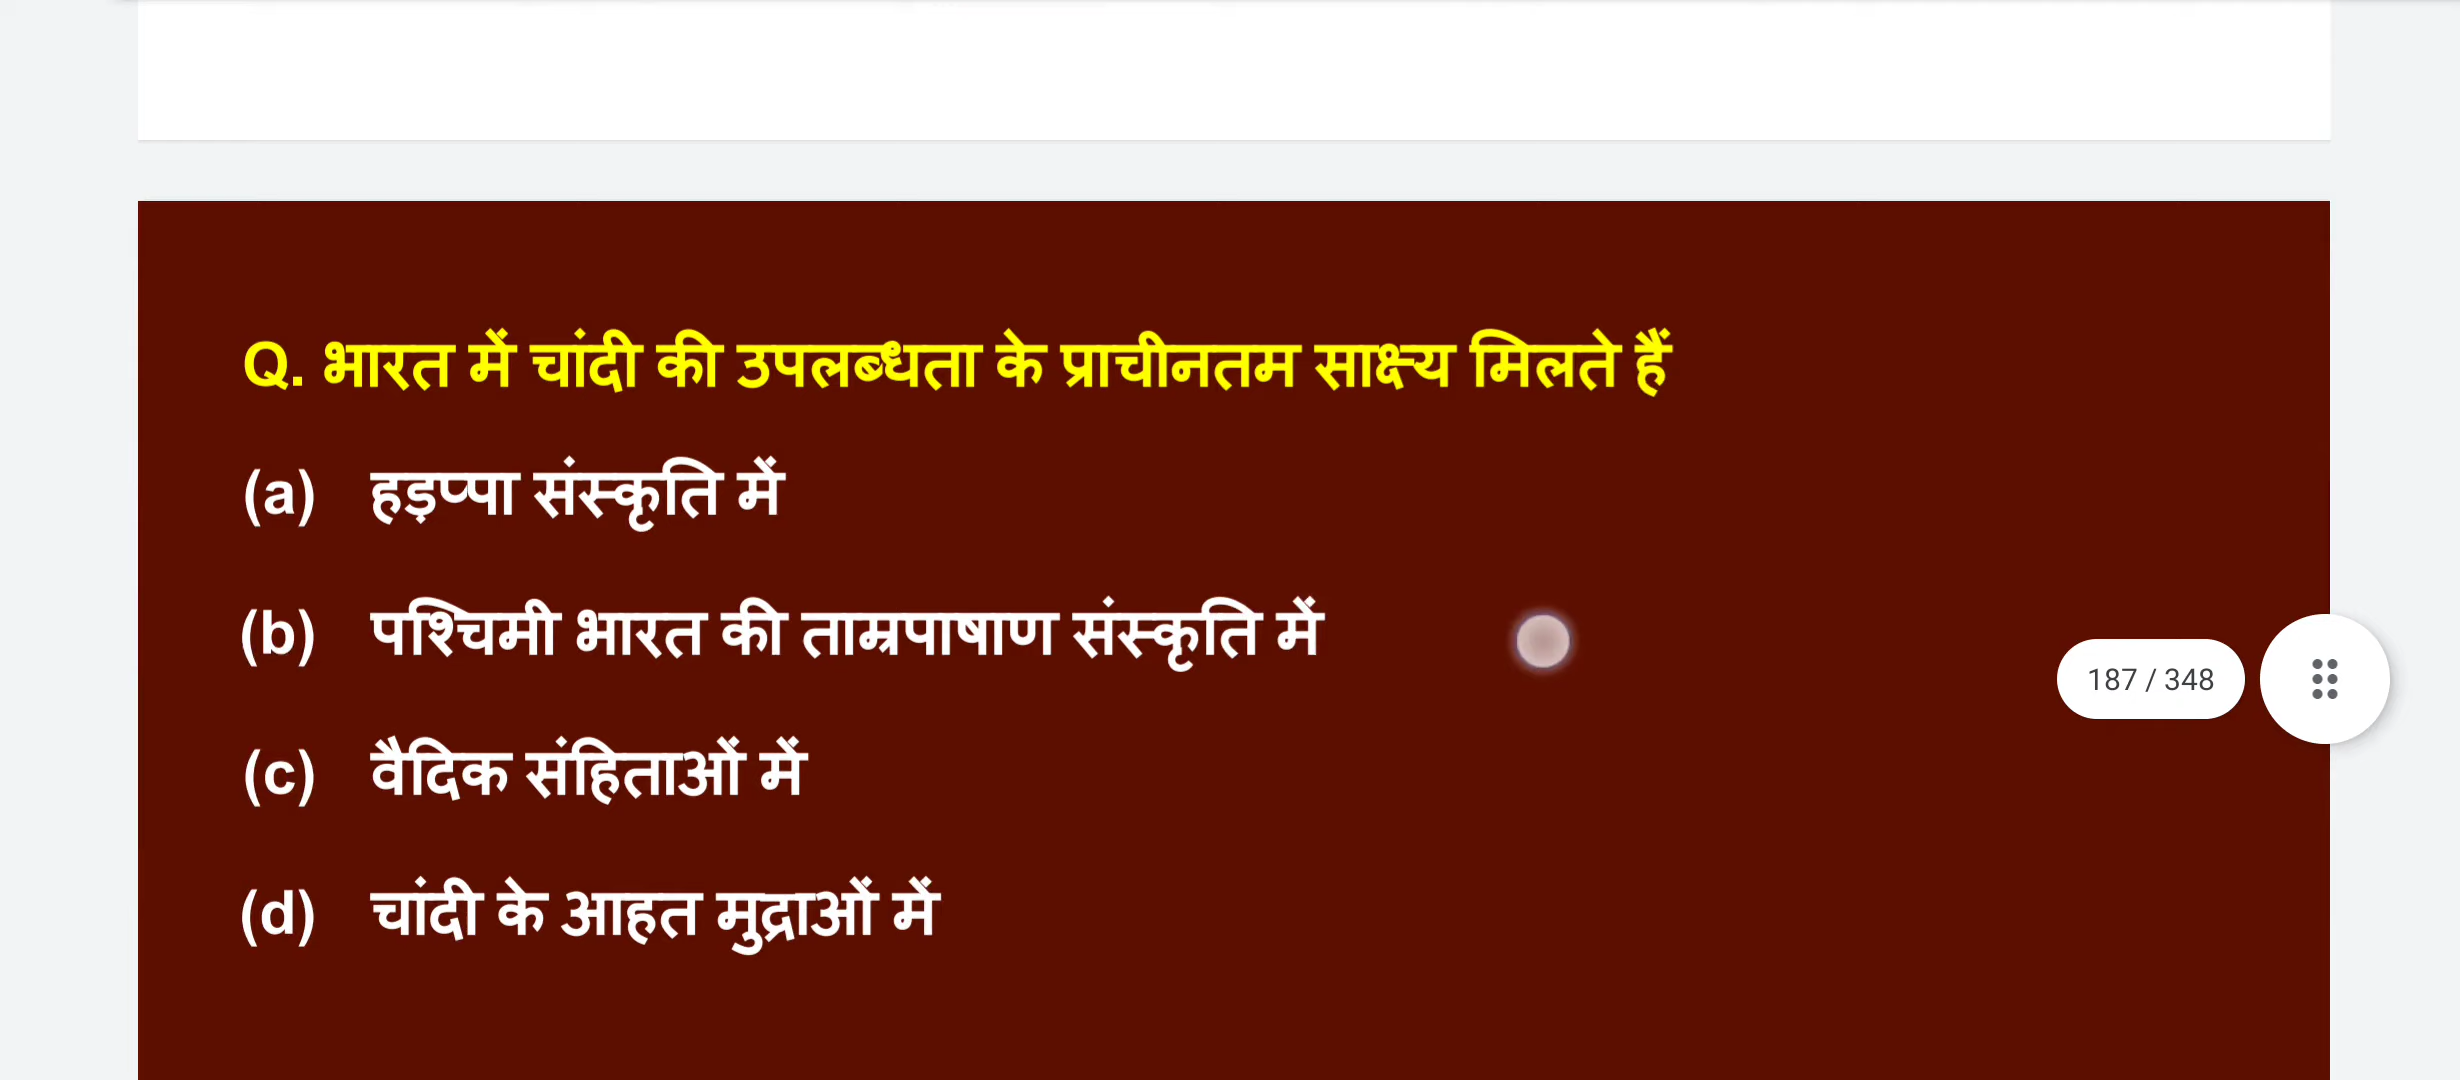 Q. भारत में चांदी की उपलब्धता के प्राचीनतम साक्ष्य मिलते हैं
(a) हड़प्पा संस्कृति में
(b) पश्चिमी भारत की ताम्रपाषाण संस्कृति में
187 / 348
(c) वैदिक संहिताओं में
(d) चांदी के आहत मुद्राओं में